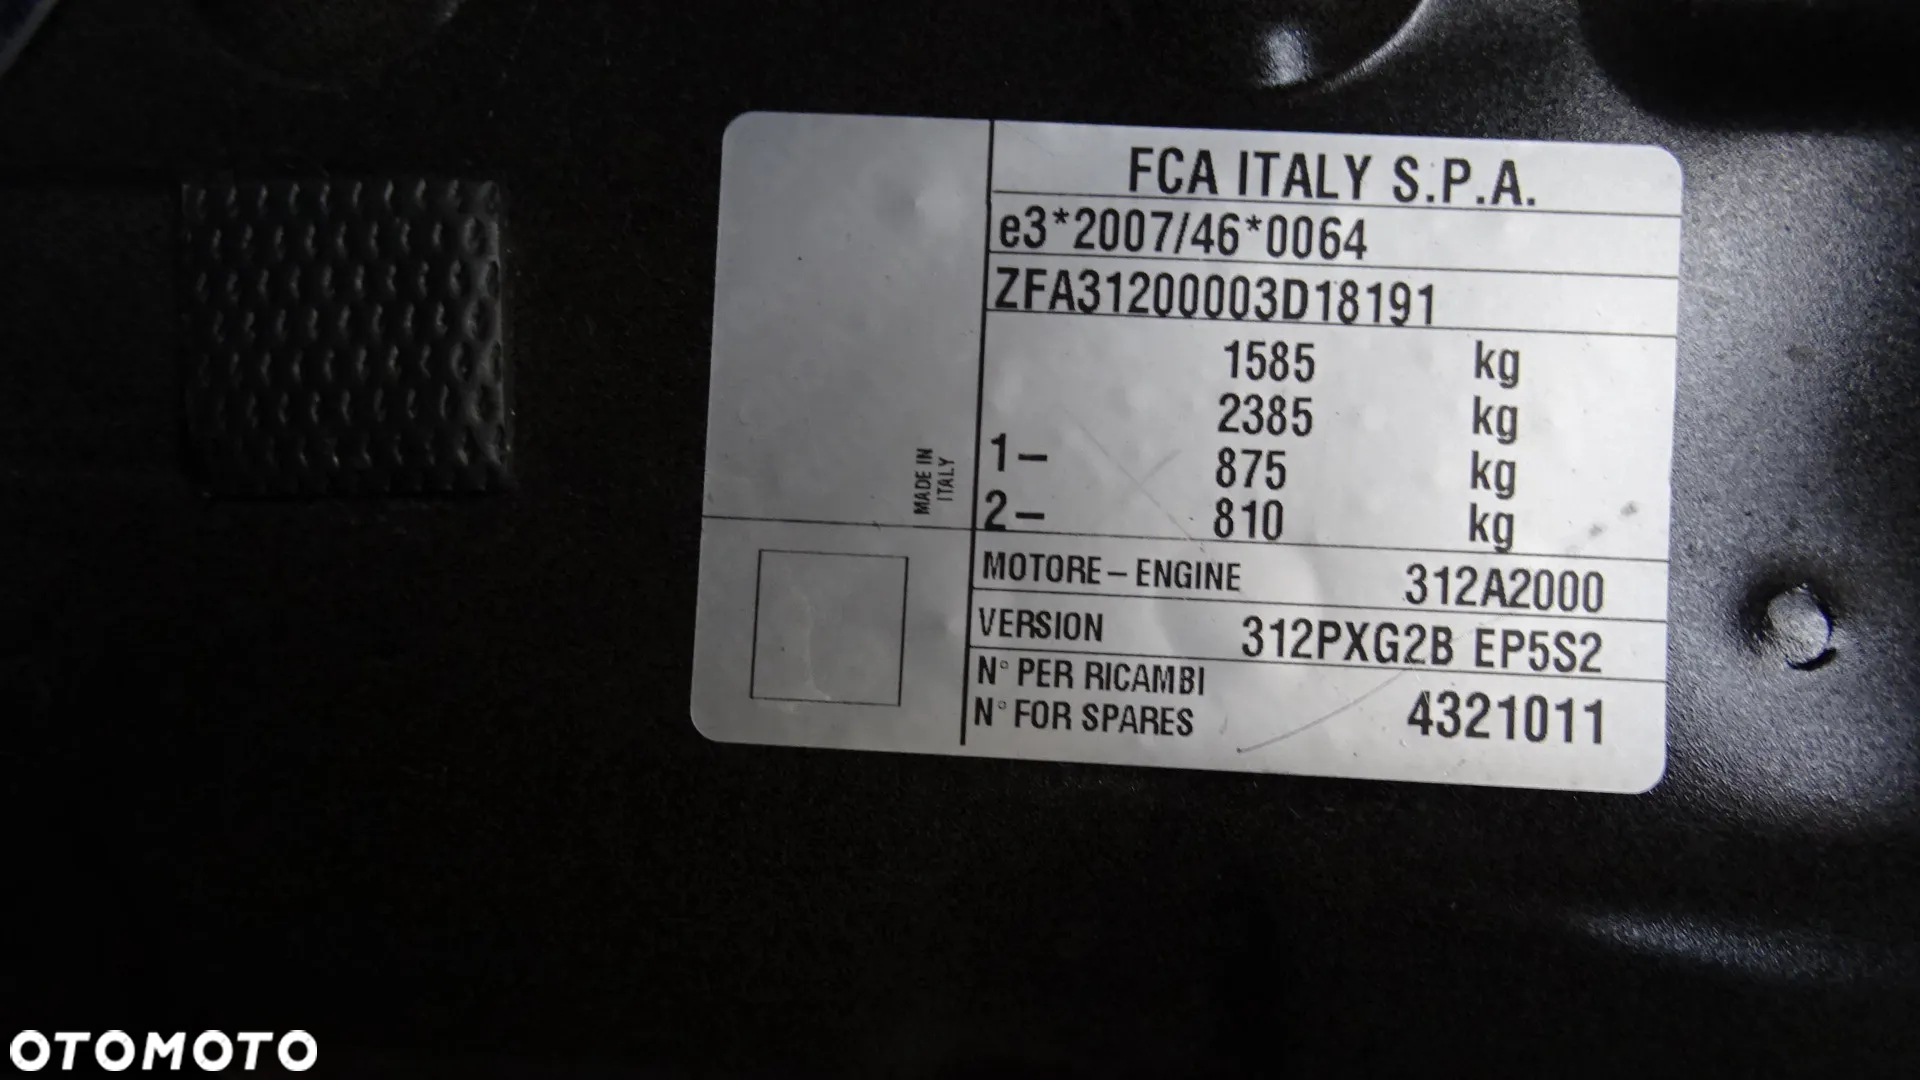 FCA ITALY S.P.A.
e3*2007/46*0064
ZFA31200003D18191
1585 kg
2385 kg
1– 875 kg
2– 810 kg
MADE IN
ITALY
MOTORE – ENGINE 312A2000
VERSION 312PXG2B EP5S2
N° PER RICAMBI
N° FOR SPARES 4321011
OTOMOTO